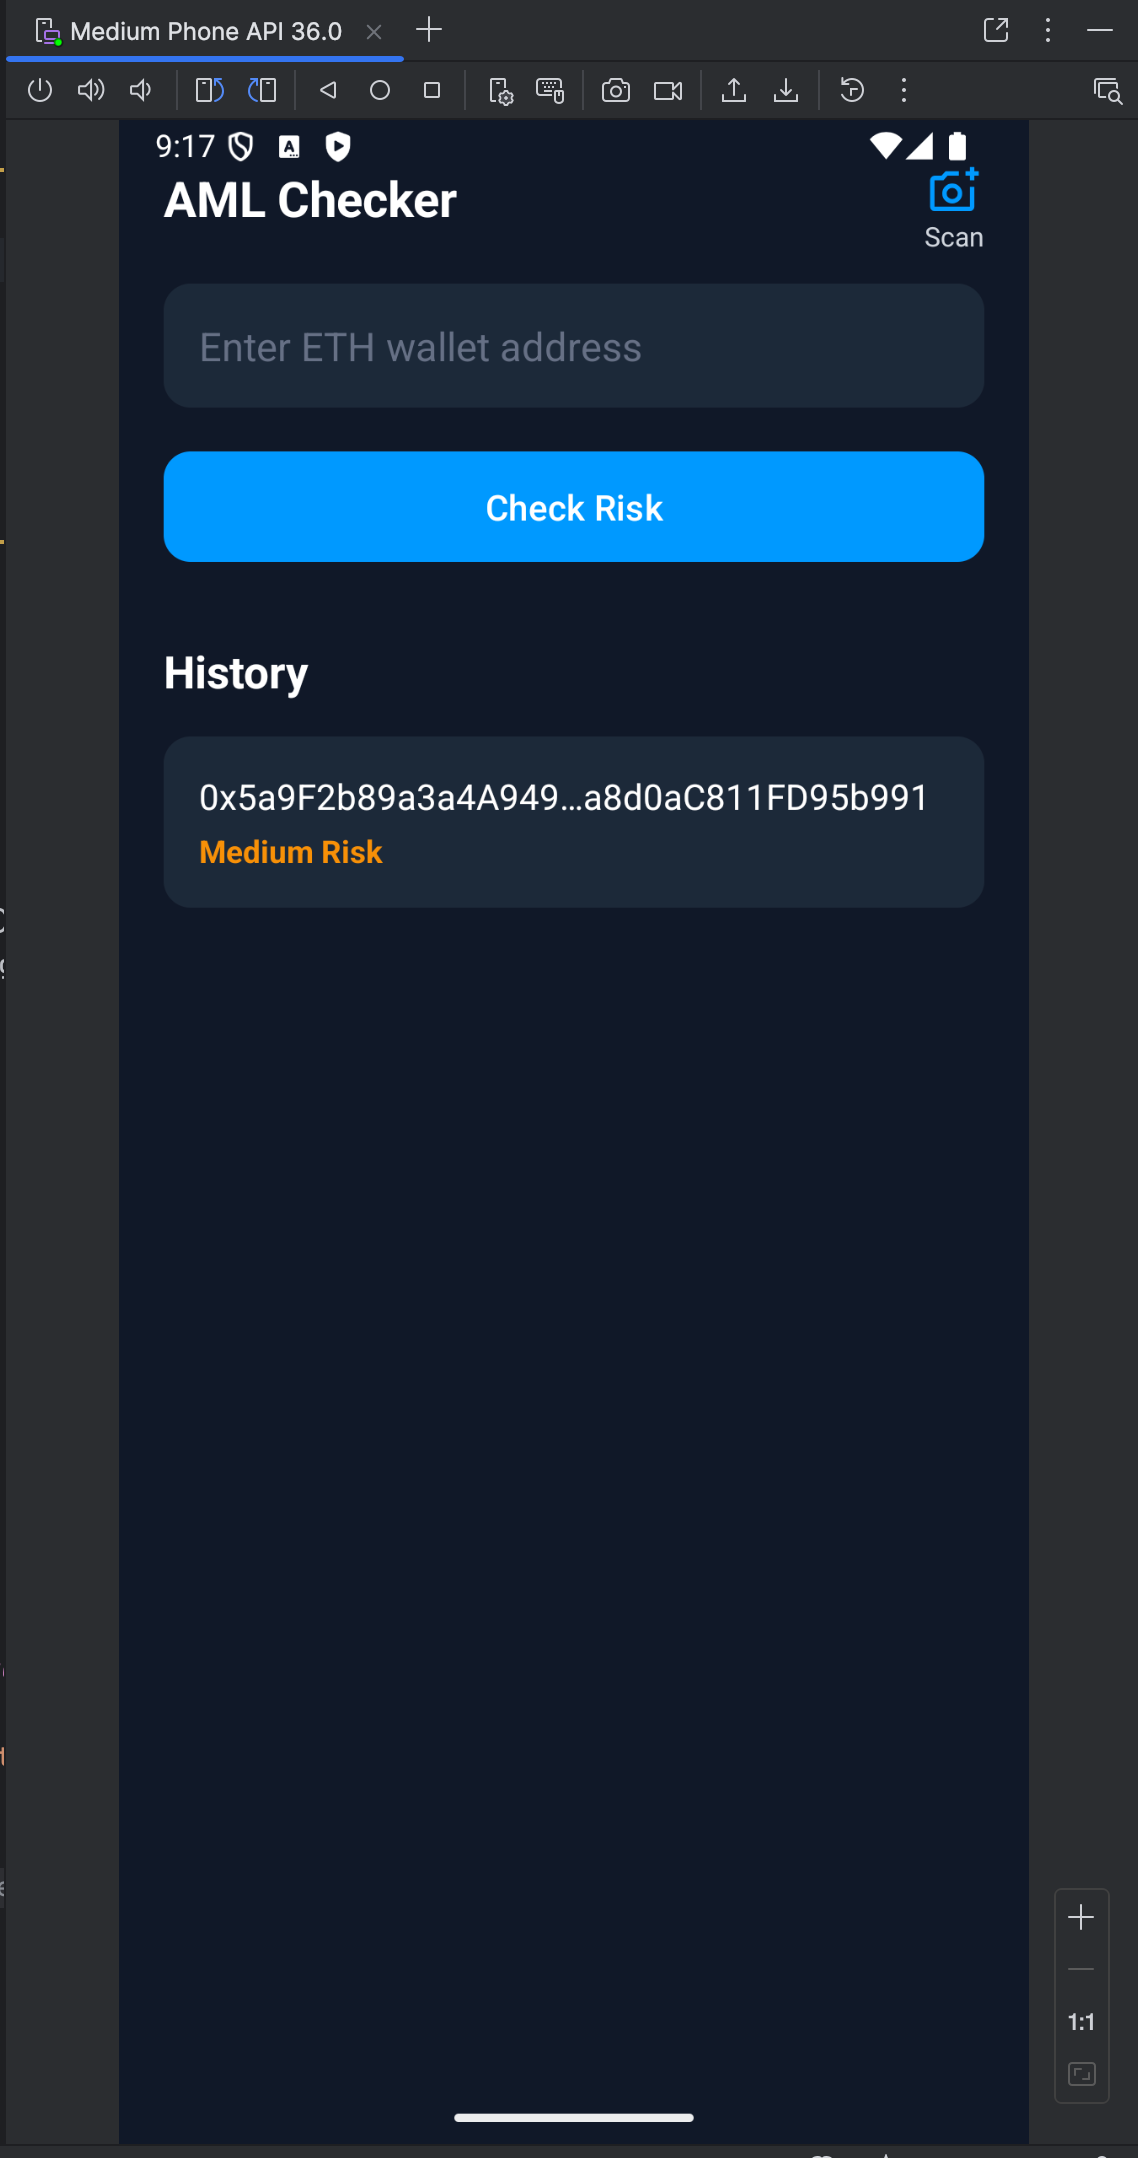 Medium Phone API 36.0
9:17
AML Checker
Scan
Enter ETH wallet address
Check Risk
History
0x5a9F2b89a3a4A949...a8d0aC811FD95b991
Medium Risk
1:1